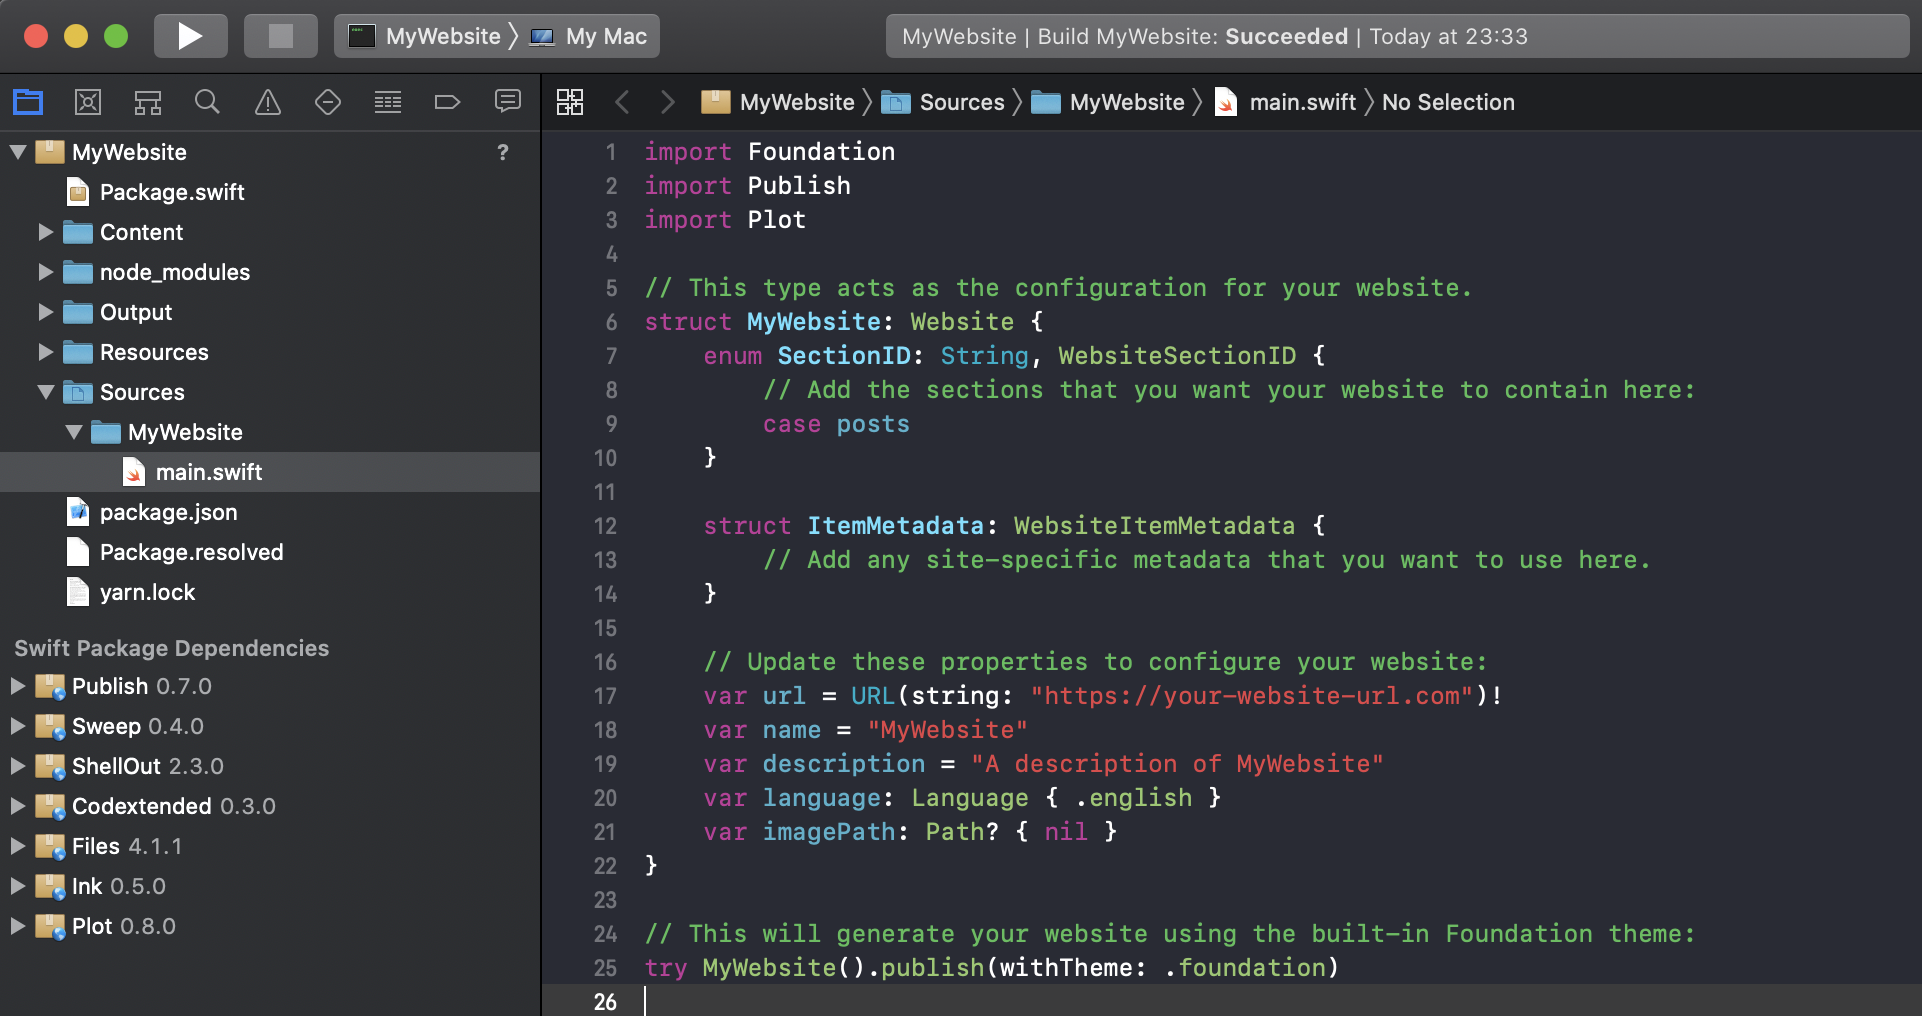 MyWebsite 〉 My Mac
MyWebsite | Build MyWebsite: Succeeded | Today at 23:33
MyWebsite 〉 Sources 〉 MyWebsite 〉 main.swift 〉 No Selection
MyWebsite ?
Package.swift
Content
node_modules
Output
Resources
Sources
MyWebsite
main.swift
package.json
Package.resolved
yarn.lock
Swift Package Dependencies
Publish 0.7.0
Sweep 0.4.0
ShellOut 2.3.0
Codextended 0.3.0
Files 4.1.1
Ink 0.5.0
Plot 0.8.0
1 import Foundation
2 import Publish
3 import Plot
4
5 // This type acts as the configuration for your website.
6 struct MyWebsite: Website {
7     enum SectionID: String, WebsiteSectionID {
8         // Add the sections that you want your website to contain here:
9         case posts
10     }
11
12     struct ItemMetadata: WebsiteItemMetadata {
13         // Add any site-specific metadata that you want to use here.
14     }
15
16     // Update these properties to configure your website:
17     var url = URL(string: "https://your-website-url.com")!
18     var name = "MyWebsite"
19     var description = "A description of MyWebsite"
20     var language: Language { .english }
21     var imagePath: Path? { nil }
22 }
23
24 // This will generate your website using the built-in Foundation theme:
25 try MyWebsite().publish(withTheme: .foundation)
26